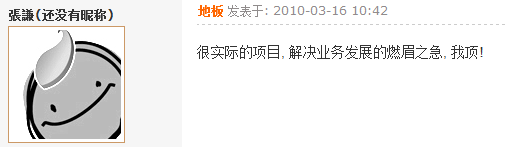 張謙(还没有昵称)
地板 发表于: 2010-03-16 10:42
很实际的项目, 解决业务发展的燃眉之急, 我顶!